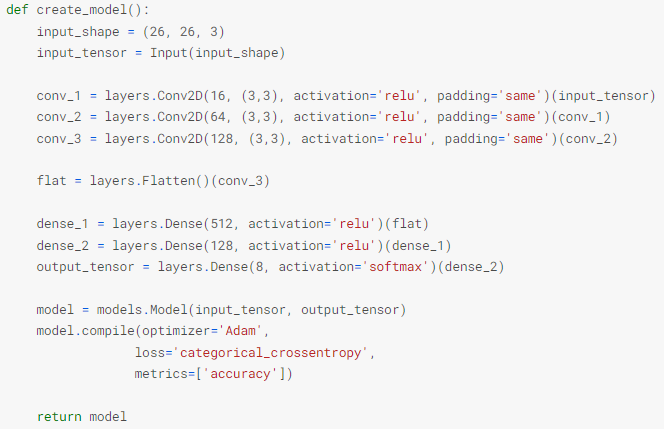 def create_model():
    input_shape = (26, 26, 3)
    input_tensor = Input(input_shape)

    conv_1 = layers.Conv2D(16, (3,3), activation='relu', padding='same')(input_tensor)
    conv_2 = layers.Conv2D(64, (3,3), activation='relu', padding='same')(conv_1)
    conv_3 = layers.Conv2D(128, (3,3), activation='relu', padding='same')(conv_2)

    flat = layers.Flatten()(conv_3)

    dense_1 = layers.Dense(512, activation='relu')(flat)
    dense_2 = layers.Dense(128, activation='relu')(dense_1)
    output_tensor = layers.Dense(8, activation='softmax')(dense_2)

    model = models.Model(input_tensor, output_tensor)
    model.compile(optimizer='Adam',
                  loss='categorical_crossentropy',
                  metrics=['accuracy'])

    return model